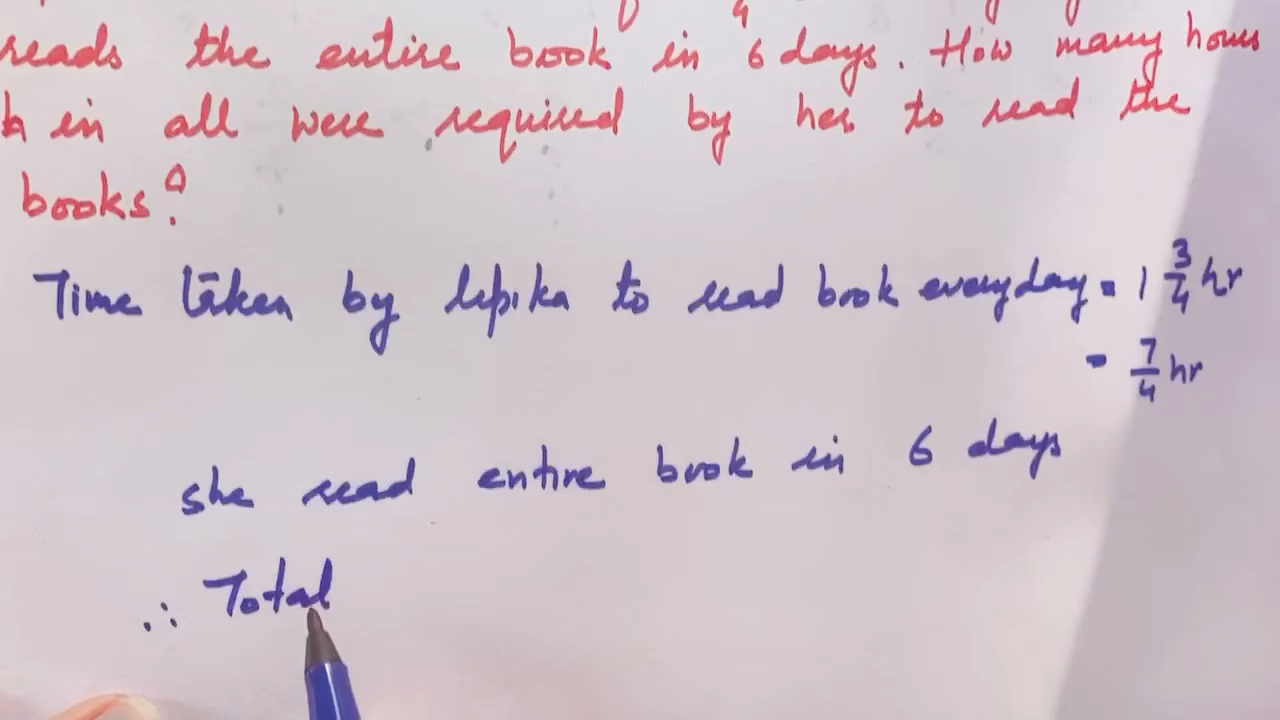 reads the entire book in 6 days. How many hours
h in all were required by her to read the
books?
Time taken by lipika to read book everyday = 1 3/4 hr
= 7/4 hr
she read entire book in 6 days
∴ Total